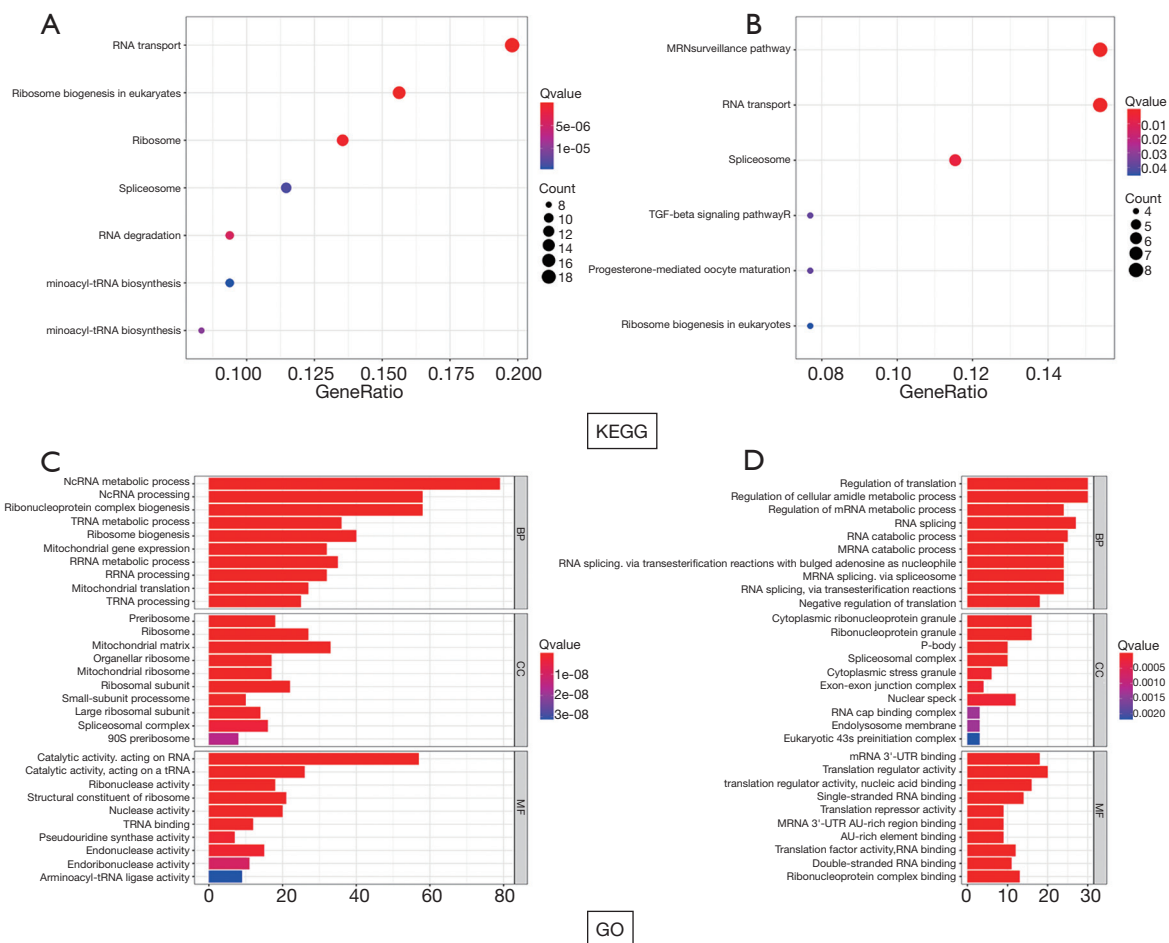 A
RNA transport
Ribosome biogenesis in eukaryates
Ribosome
Spliceosome
RNA degradation
minoacyl-tRNA biosynthesis
minoacyl-tRNA biosynthesis
0.100 0.125 0.150 0.175 0.200
GeneRatio
Qvalue
5e-06
1e-05
Count
8
10
12
14
16
18
B
MRNsurveillance pathway
RNA transport
Spliceosome
TGF-beta signaling pathwayR
Progesterone-mediated oocyte maturation
Ribosome biogenesis in eukaryotes
0.08 0.10 0.12 0.14
GeneRatio
Qvalue
0.01
0.02
0.03
0.04
Count
4
5
6
7
8
KEGG
C
NcRNA metabolic process
NcRNA processing
Ribonucleoprotein complex biogenesis
TRNA metabolic process
Ribosome biogenesis
Mitochondrial gene expression
RRNA metabolic process
RRNA processing
Mitochondrial translation
TRNA processing
BP
Preribosome
Ribosome
Mitochondrial matrix
Organellar ribosome
Mitochondrial ribosome
Ribosomal subunit
Small-subunit processome
Large ribosomal subunit
Spliceosomal complex
90S preribosome
CC
Catalytic activity. acting on RNA
Catalytic activity, acting on a tRNA
Ribonuclease activity
Structural constituent of ribosome
Nuclease activity
TRNA binding
Pseudouridine synthase activity
Endonuclease activity
Endoribonuclease activity
Arminoacyl-tRNA ligase activity
MF
0 20 40 60 80
Qvalue
1e-08
2e-08
3e-08
D
Regulation of translation
Regulation of cellular amidle metabolic process
Regulation of mRNA metabolic process
RNA splicing
RNA catabolic process
MRNA catabolic process
RNA splicing. via transesterification reactions with bulged adenosine as nucleophile
MRNA splicing. via spliceosome
RNA splicing, via transesterification reactions
Negative regulation of translation
BP
Cytoplasmic ribonucleoprotein granule
Ribonucleoprotein granule
P-body
Spliceosomal complex
Cytoplasmic stress granule
Exon-exon junction complex
Nuclear speck
RNA cap binding complex
Endolysosome membrane
Eukaryotic 43s preinitiation complex
CC
mRNA 3'-UTR binding
Translation regulator activity
translation regulator activity, nucleic acid binding
Single-stranded RNA binding
Translation repressor activity
MRNA 3'-UTR AU-rich region binding
AU-rich element binding
Translation factor activity,RNA binding
Double-stranded RNA binding
Ribonucleoprotein complex binding
MF
0 10 20 30
Qvalue
0.0005
0.0010
0.0015
0.0020
GO